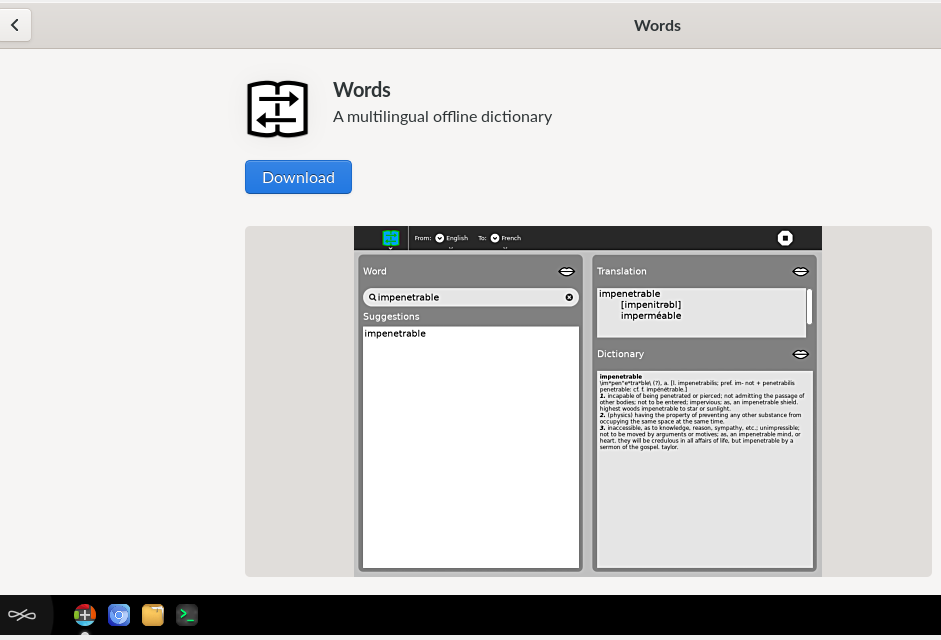 Words
Words
A multilingual offline dictionary
Download
From: English To: French
Word
impenetrable
Suggestions
impenetrable
Translation
impenetrable
[impenitrəbl]
imperméable
Dictionary
impenetrable
\im*pen"e*tra*ble\ (?), a. [l. impenetrabilis; pref. im- not + penetrabilis
penetrable; cf. f. impénétrable.]
1. incapable of being penetrated or pierced; not admitting the passage of
other bodies; not to be entered; impervious; as, an impenetrable shield.
highest woods impenetrable to star or sunlight.
2. (physics) having the property of preventing any other substance from
occupying the same space at the same time.
3. inaccessible, as to knowledge, reason, sympathy, etc.; unimpressible;
not to be moved by arguments or motives; as, an impenetrable mind, or
heart. they will be credulous in all affairs of life, but impenetrable by a
sermon of the gospel. taylor.